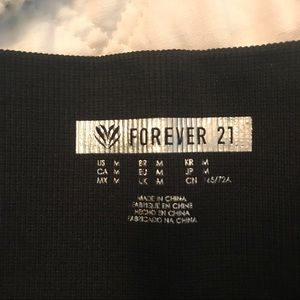 FOREVER 21
US M BR M KR M
CA M EU M JP M
MX M UK M CN 165/72A
MADE IN CHINA
FABRIQUE EN CHINE
HECHO EN CHINA
FABRICADO NA CHINA